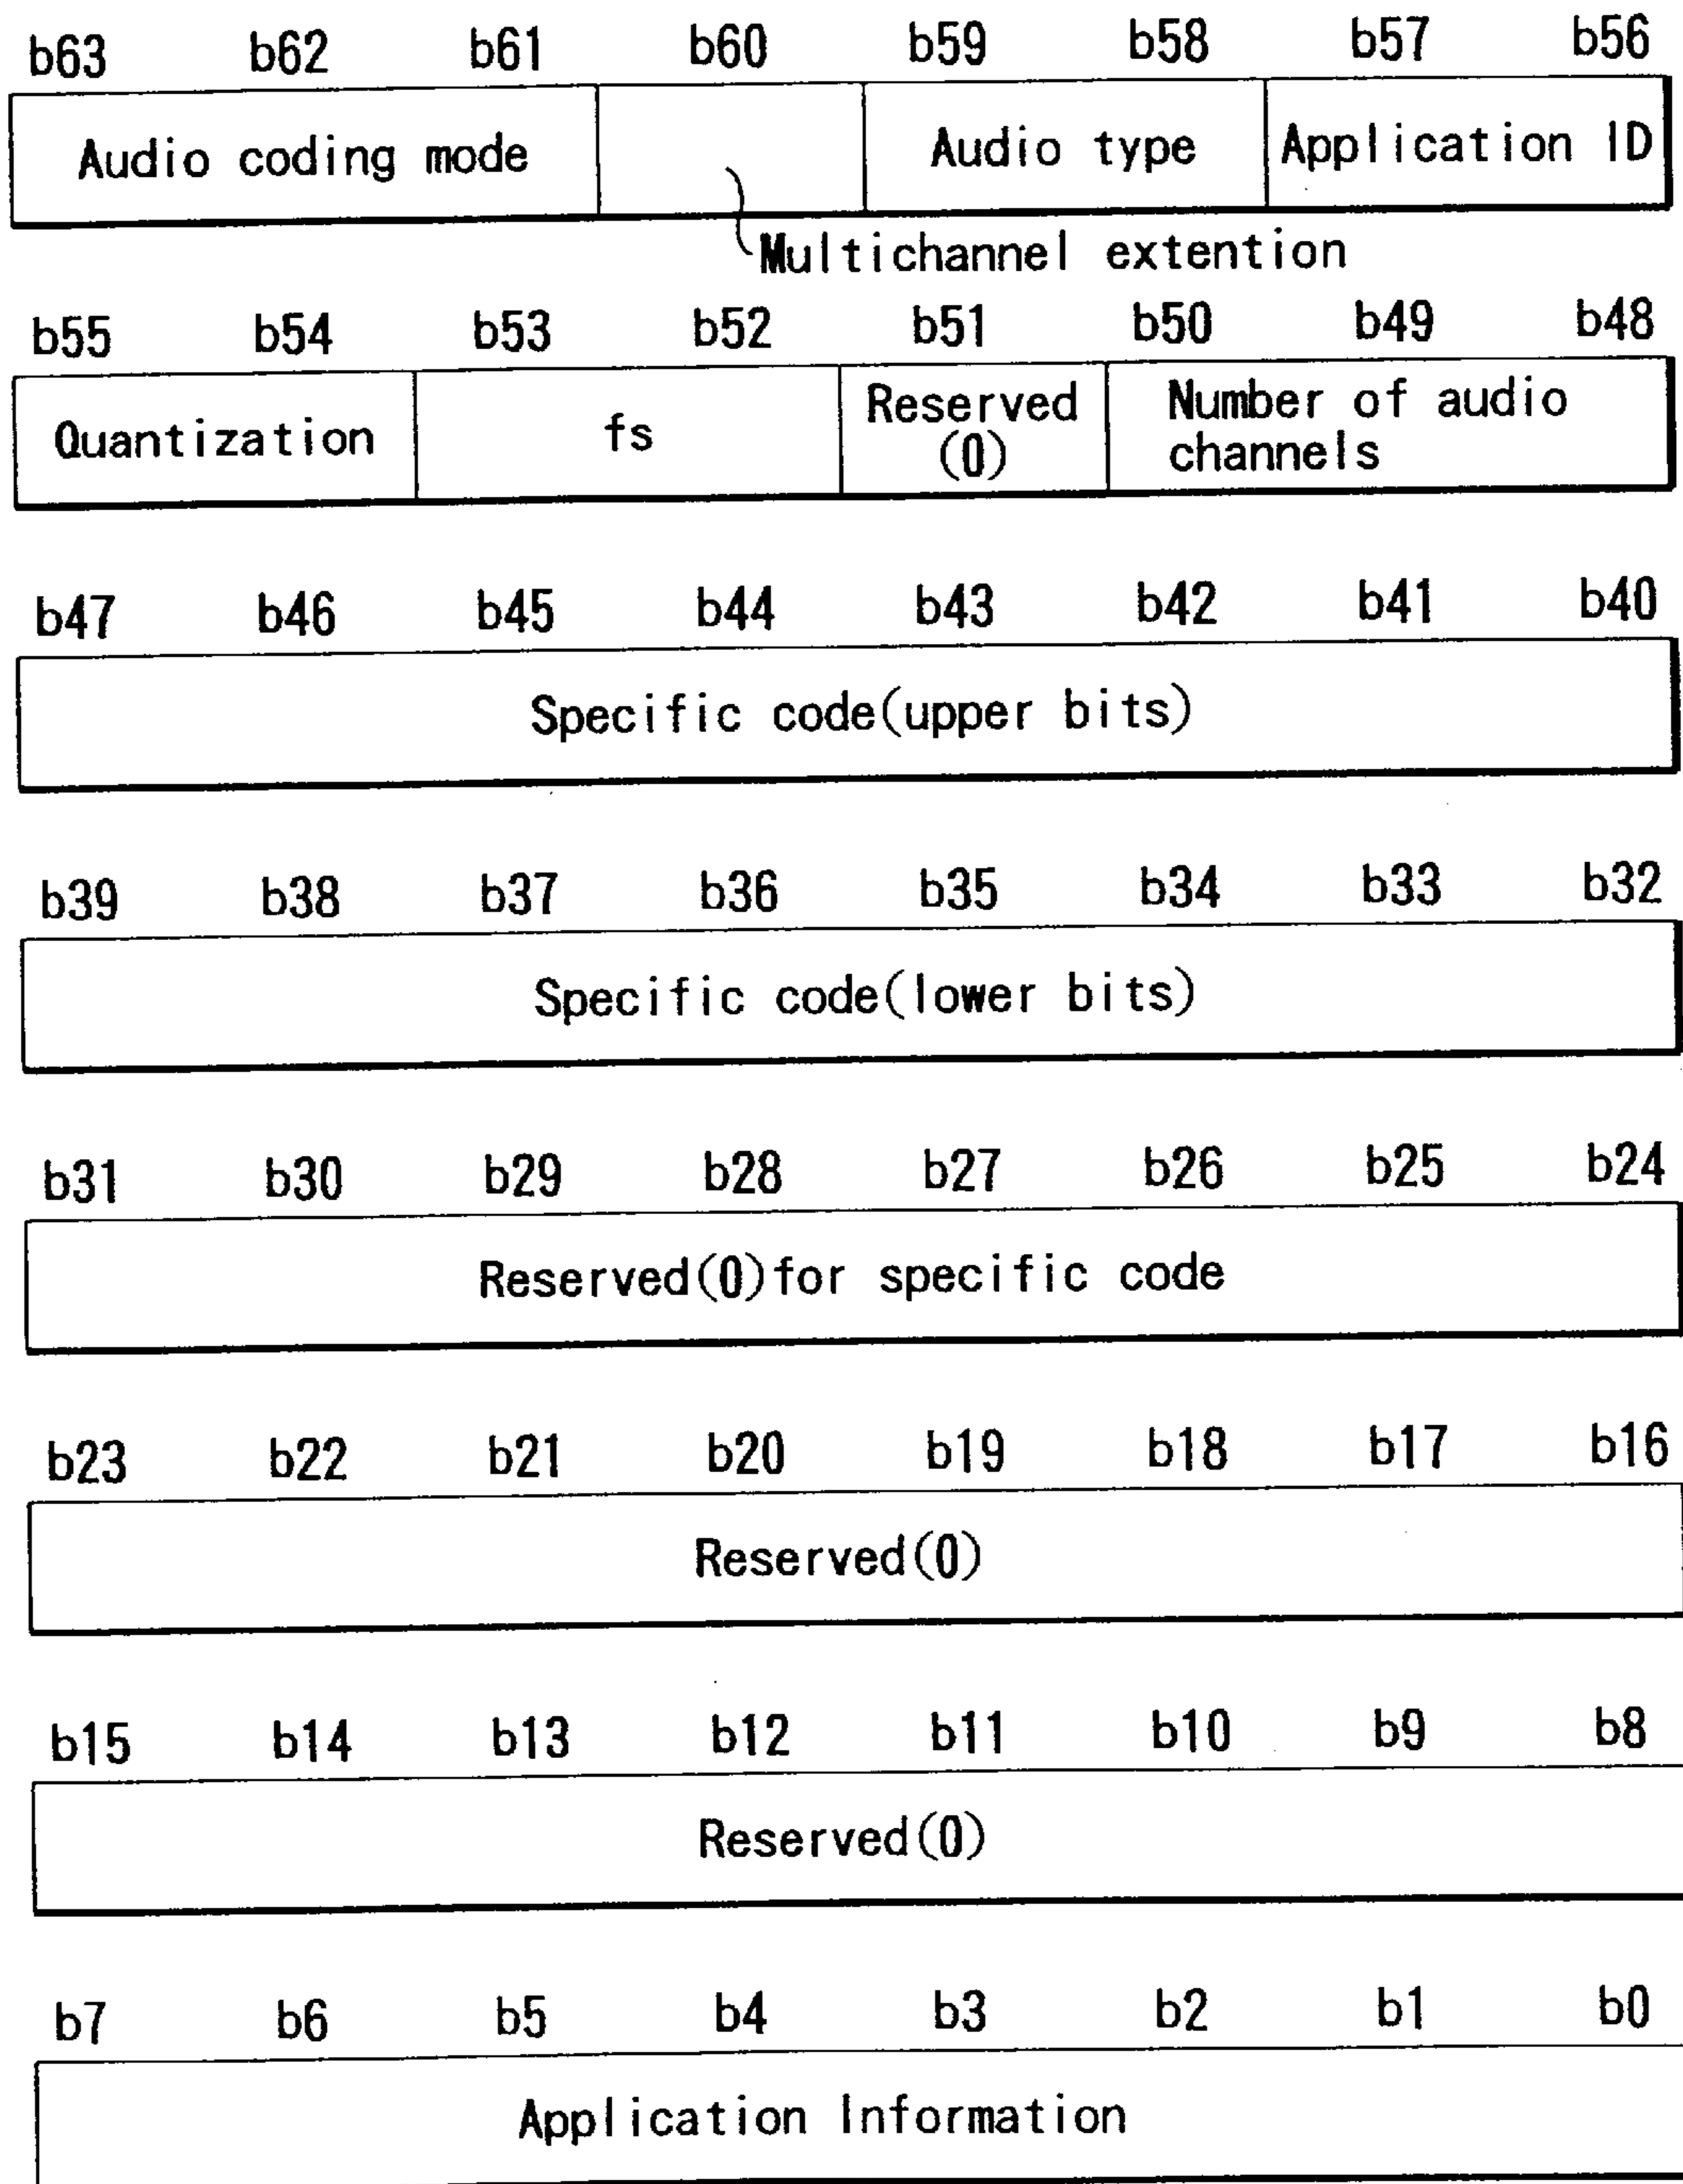 b63 b62 b61 b60 b59 b58 b57 b56
Audio coding mode Audio type Application ID
Multichannel extention
b55 b54 b53 b52 b51 b50 b49 b48
Quantization fs Reserved (0) Number of audio channels
b47 b46 b45 b44 b43 b42 b41 b40
Specific code(upper bits)
b39 b38 b37 b36 b35 b34 b33 b32
Specific code(lower bits)
b31 b30 b29 b28 b27 b26 b25 b24
Reserved(0)for specific code
b23 b22 b21 b20 b19 b18 b17 b16
Reserved(0)
b15 b14 b13 b12 b11 b10 b9 b8
Reserved(0)
b7 b6 b5 b4 b3 b2 b1 b0
Application Information